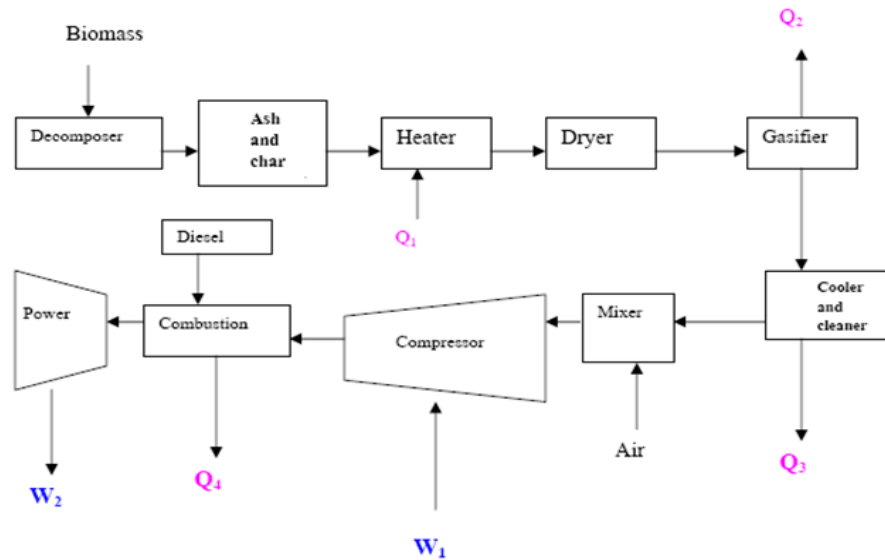 Biomass
Q₂
Decomposer
Ash
and
char
Heater
Dryer
Gasifier
Q₁
Diesel
Power
Combustion
Compressor
Mixer
Cooler
and
cleaner
Air
W₂
Q₄
Q₃
W₁